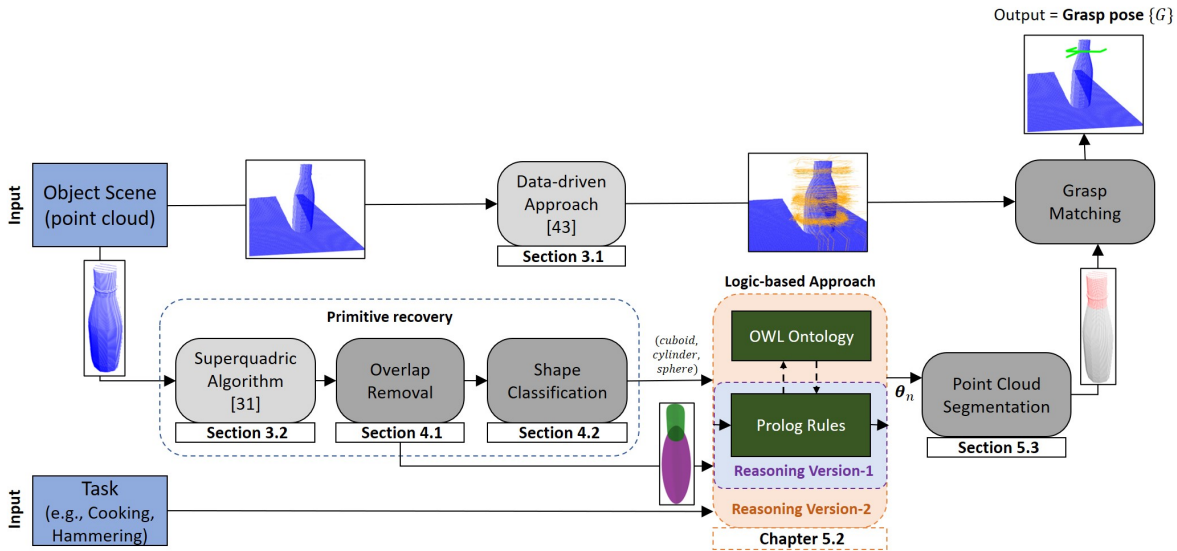 Output = Grasp pose {G}
Input
Object Scene
(point cloud)
Data-driven
Approach
[43]
Section 3.1
Grasp
Matching
Logic-based Approach
Primitive recovery
Superquadric
Algorithm
[31]
Section 3.2
Overlap
Removal
Section 4.1
Shape
Classification
Section 4.2
(cuboid,
cylinder,
sphere)
OWL Ontology
Prolog Rules
Reasoning Version-1
Reasoning Version-2
Chapter 5.2
θn
Point Cloud
Segmentation
Section 5.3
Input
Task
(e.g., Cooking,
Hammering)